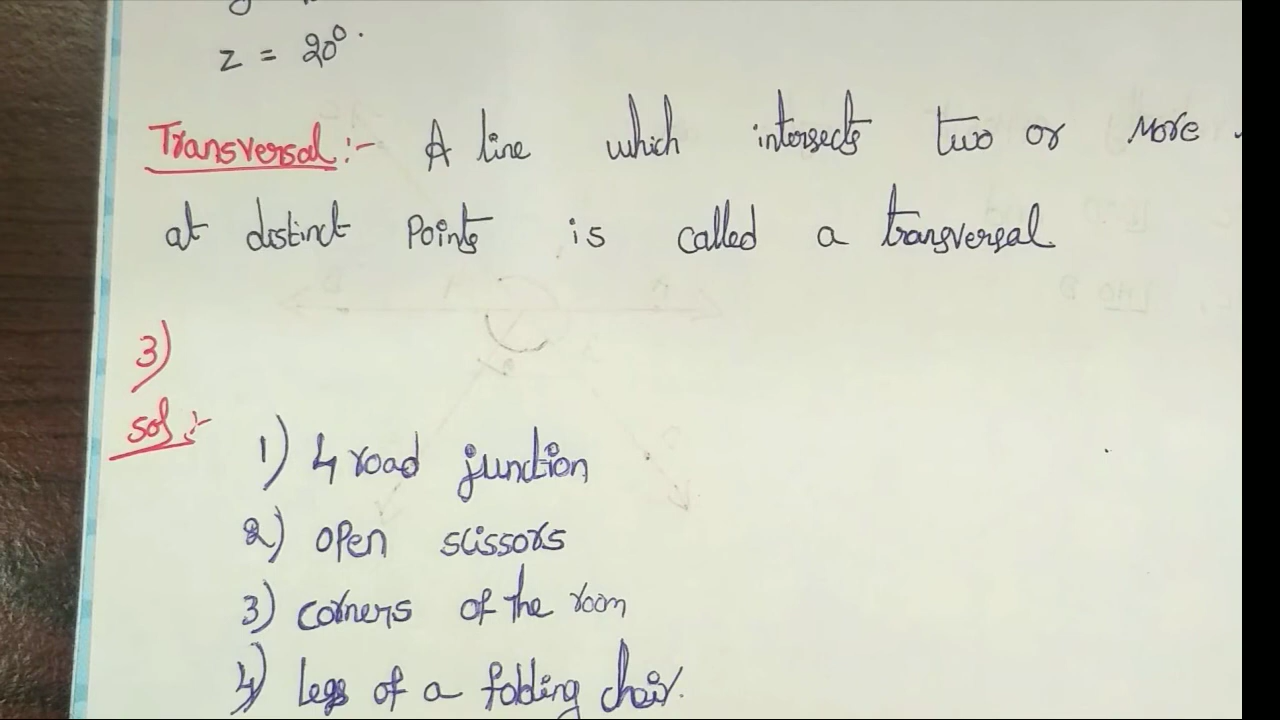 z = 20°.
Transversal:- A line which intersects two or more
at distinct points is called a transversal
3)
sol:-
1) 4 road junction
2) open scissors
3) corners of the room
4) legs of a folding chair.